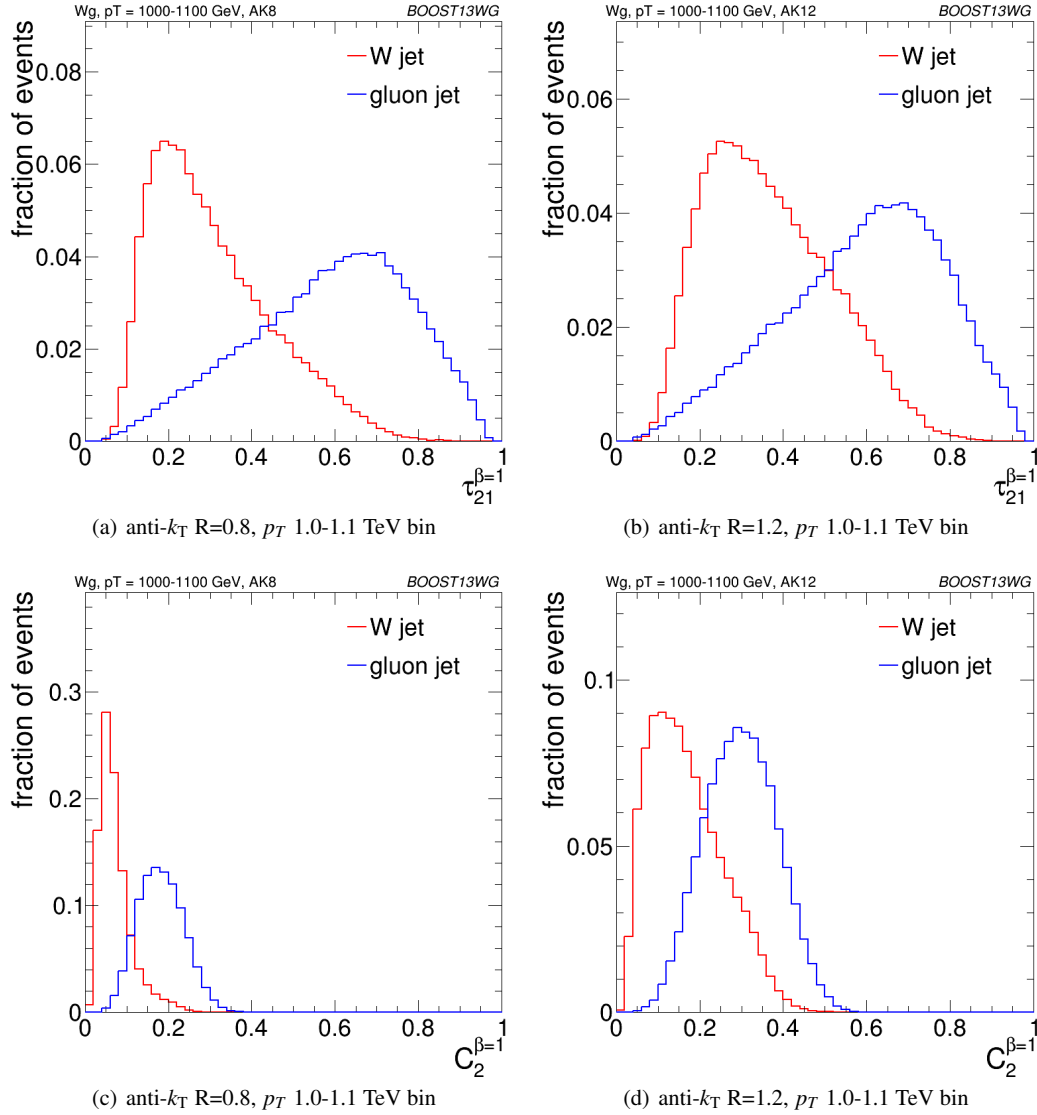 Wg, pT = 1000-1100 GeV, AK8 BOOST13WG
fraction of events
W jet
gluon jet
0.08
0.06
0.04
0.02
0
0 0.2 0.4 0.6 0.8 1
τ₂₁^β=1
(a) anti-kT R=0.8, pT 1.0-1.1 TeV bin
Wg, pT = 1000-1100 GeV, AK12 BOOST13WG
fraction of events
W jet
gluon jet
0.06
0.04
0.02
0
0 0.2 0.4 0.6 0.8 1
τ₂₁^β=1
(b) anti-kT R=1.2, pT 1.0-1.1 TeV bin
Wg, pT = 1000-1100 GeV, AK8 BOOST13WG
fraction of events
W jet
gluon jet
0.3
0.2
0.1
0
0 0.2 0.4 0.6 0.8 1
C₂^β=1
(c) anti-kT R=0.8, pT 1.0-1.1 TeV bin
Wg, pT = 1000-1100 GeV, AK12 BOOST13WG
fraction of events
W jet
gluon jet
0.1
0.05
0
0 0.2 0.4 0.6 0.8 1
C₂^β=1
(d) anti-kT R=1.2, pT 1.0-1.1 TeV bin